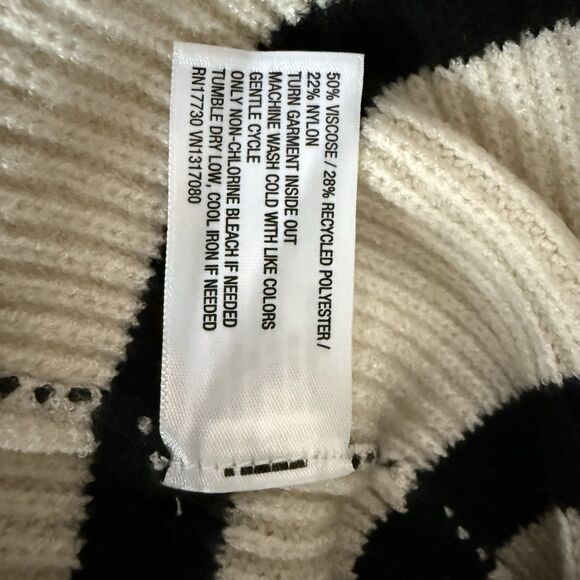 50% VISCOSE / 28% RECYCLED POLYESTER /
22% NYLON
TURN GARMENT INSIDE OUT
MACHINE WASH COLD WITH LIKE COLORS
GENTLE CYCLE
ONLY NON-CHLORINE BLEACH IF NEEDED
TUMBLE DRY LOW, COOL IRON IF NEEDED
RN17730 VN1317080